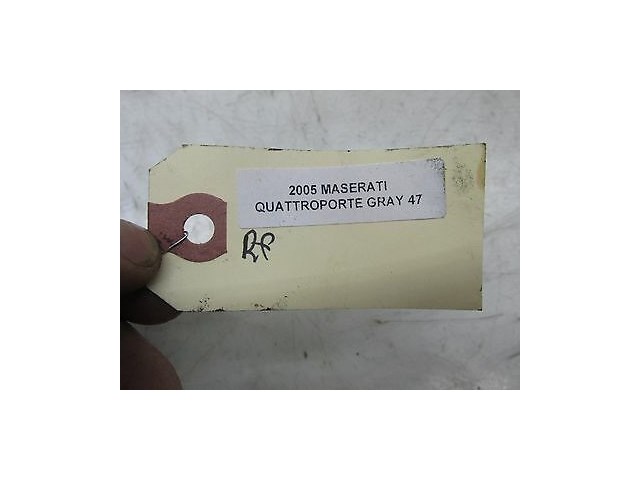 2005 MASERATI
QUATTROPORTE GRAY 47
RF